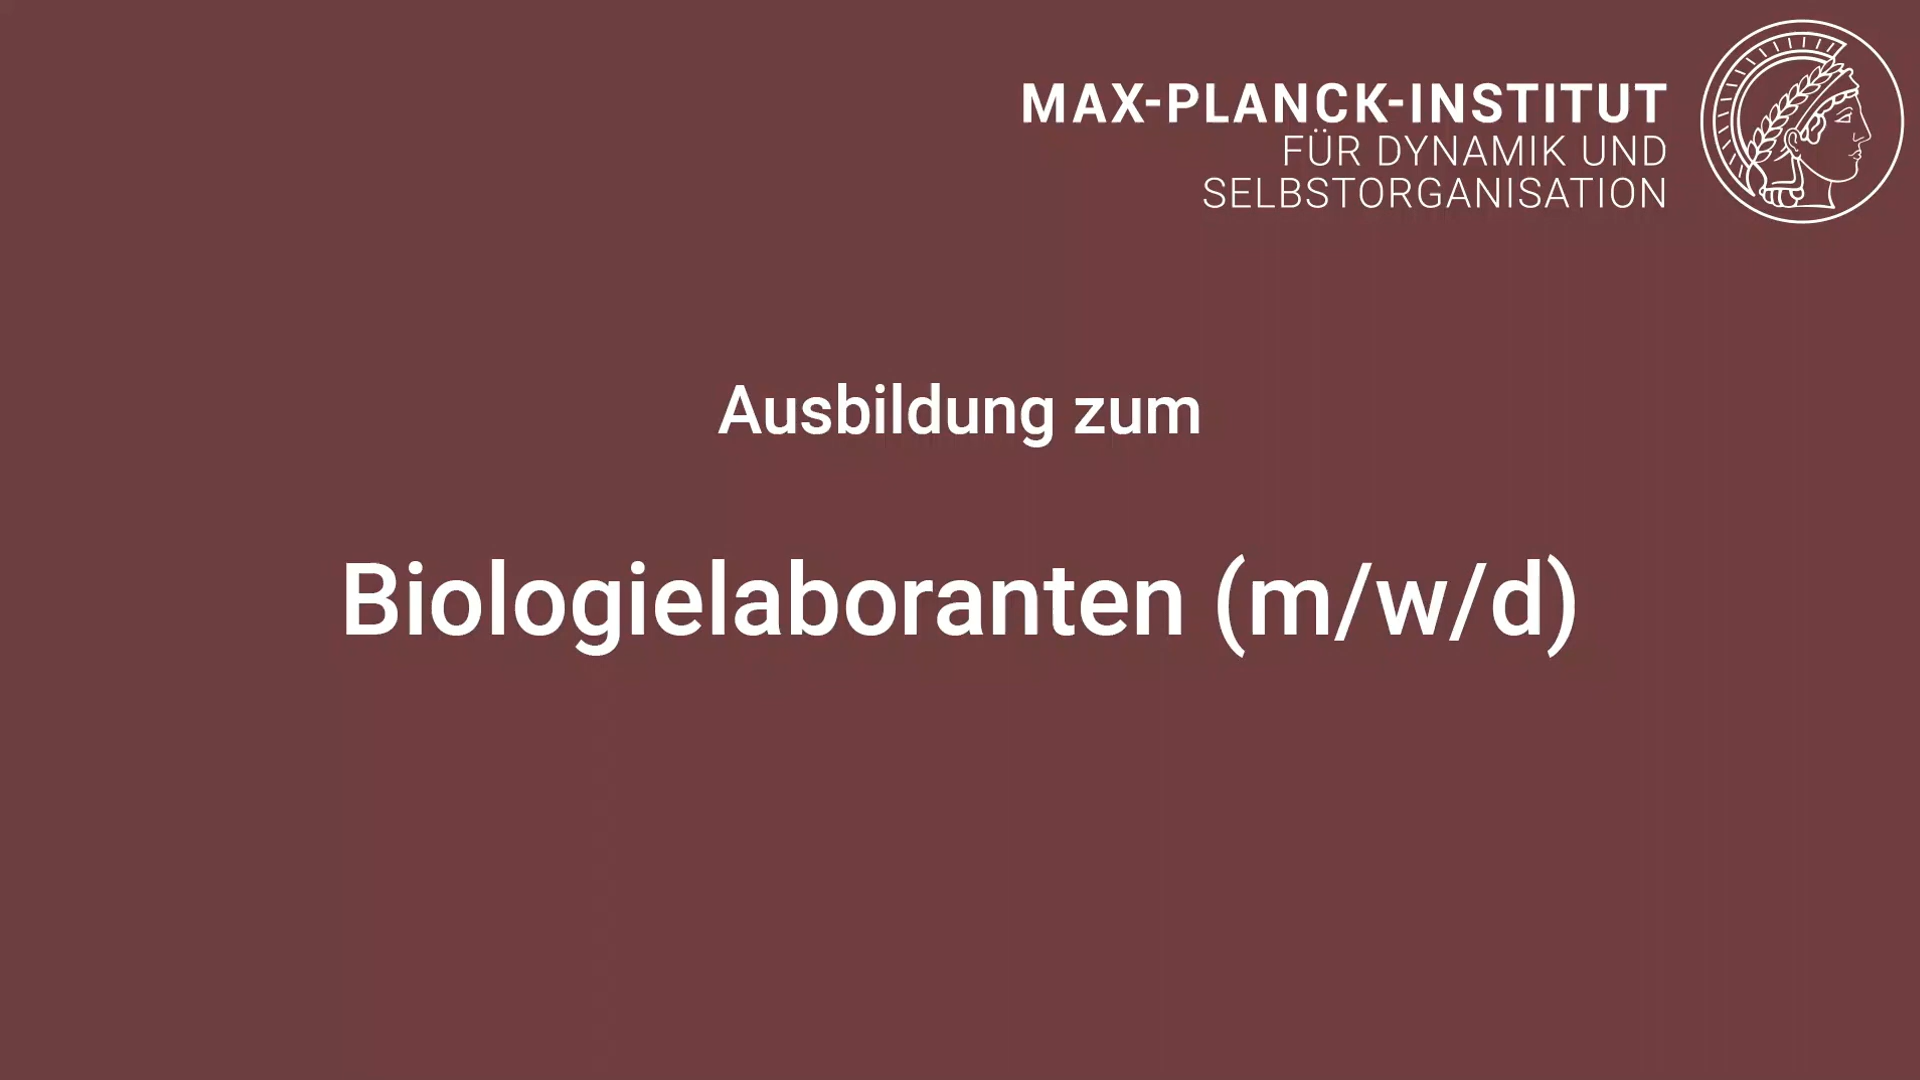 MAX-PLANCK-INSTITUT
FÜR DYNAMIK UND
SELBSTORGANISATION
Ausbildung zum
Biologielaboranten (m/w/d)